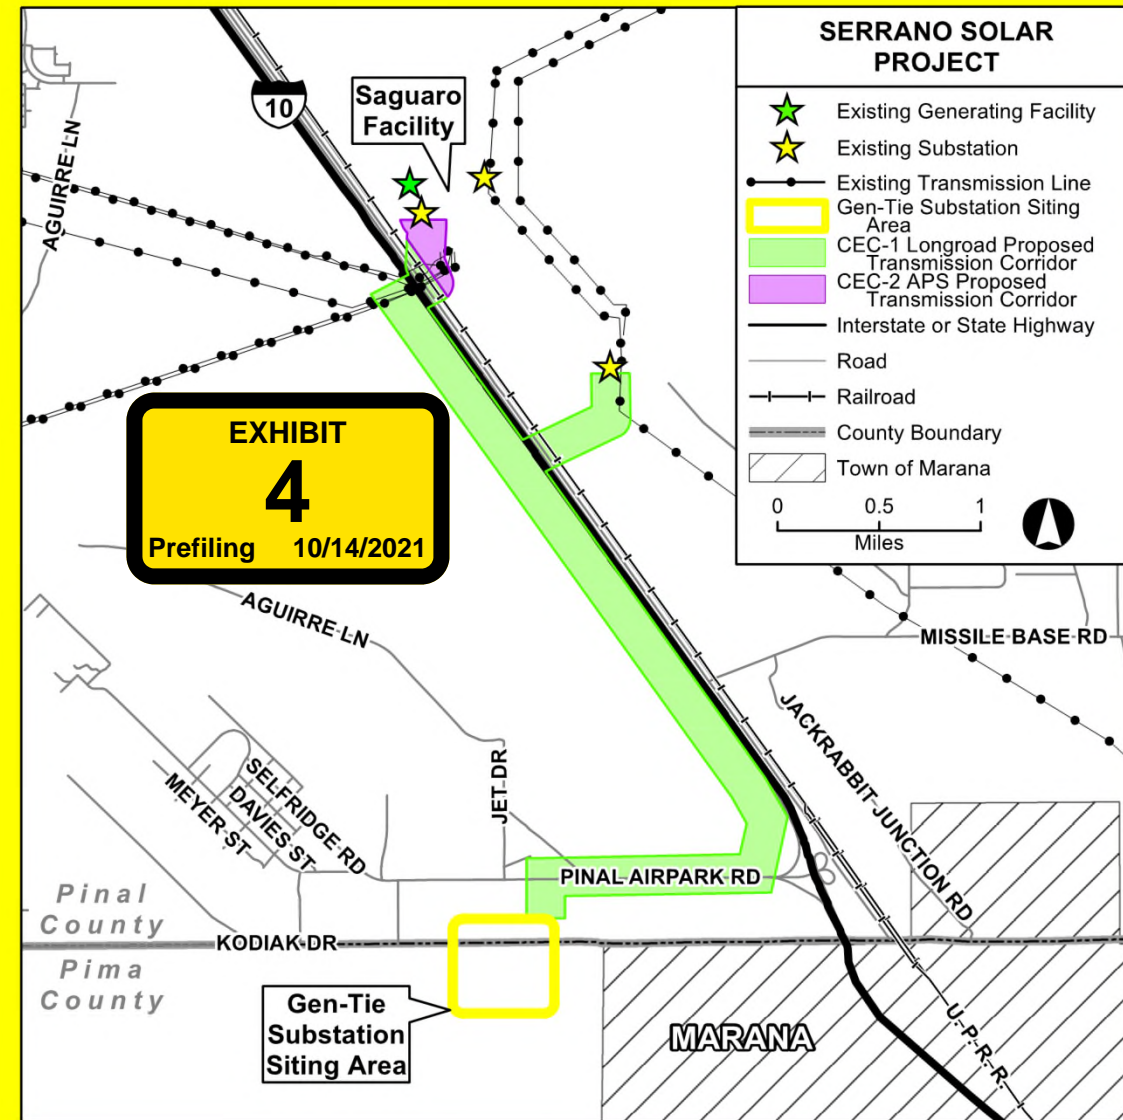 SERRANO SOLAR
PROJECT
Existing Generating Facility
Existing Substation
Existing Transmission Line
Gen-Tie Substation Siting
Area
CEC-1 Longroad Proposed
Transmission Corridor
CEC-2 APS Proposed
Transmission Corridor
Interstate or State Highway
Road
Railroad
County Boundary
Town of Marana
0 0.5 1
Miles
10
Saguaro
Facility
AGUIRRE LN
EXHIBIT
4
Prefiling 10/14/2021
AGUIRRE LN
MISSILE BASE RD
JACKRABBIT JUNCTION RD
JET DR
SELFRIDGE RD
DAVIES ST
MEYER ST
PINAL AIRPARK RD
Pinal
County
KODIAK DR
Pima
County
Gen-Tie
Substation
Siting Area
MARANA
U.P.R.R.